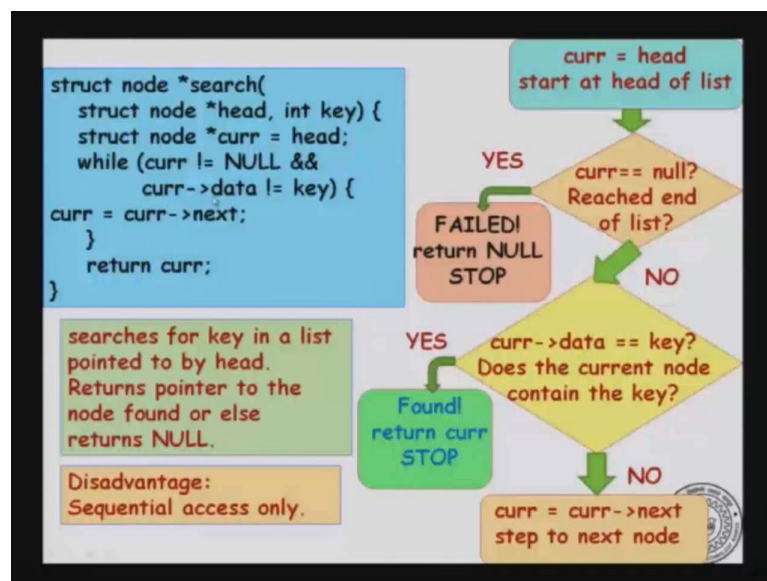 struct node *search(
struct node *head, int key) {
struct node *curr = head;
while (curr != NULL &&
curr->data != key) {
curr = curr->next;
}
return curr;
}
searches for key in a list
pointed to by head.
Returns pointer to the
node found or else
returns NULL.
Disadvantage:
Sequential access only.
curr = head
start at head of list
YES
curr== null?
Reached end
of list?
FAILED!
return NULL
STOP
NO
YES
curr->data == key?
Does the current node
contain the key?
Found!
return curr
STOP
NO
curr = curr->next
step to next node